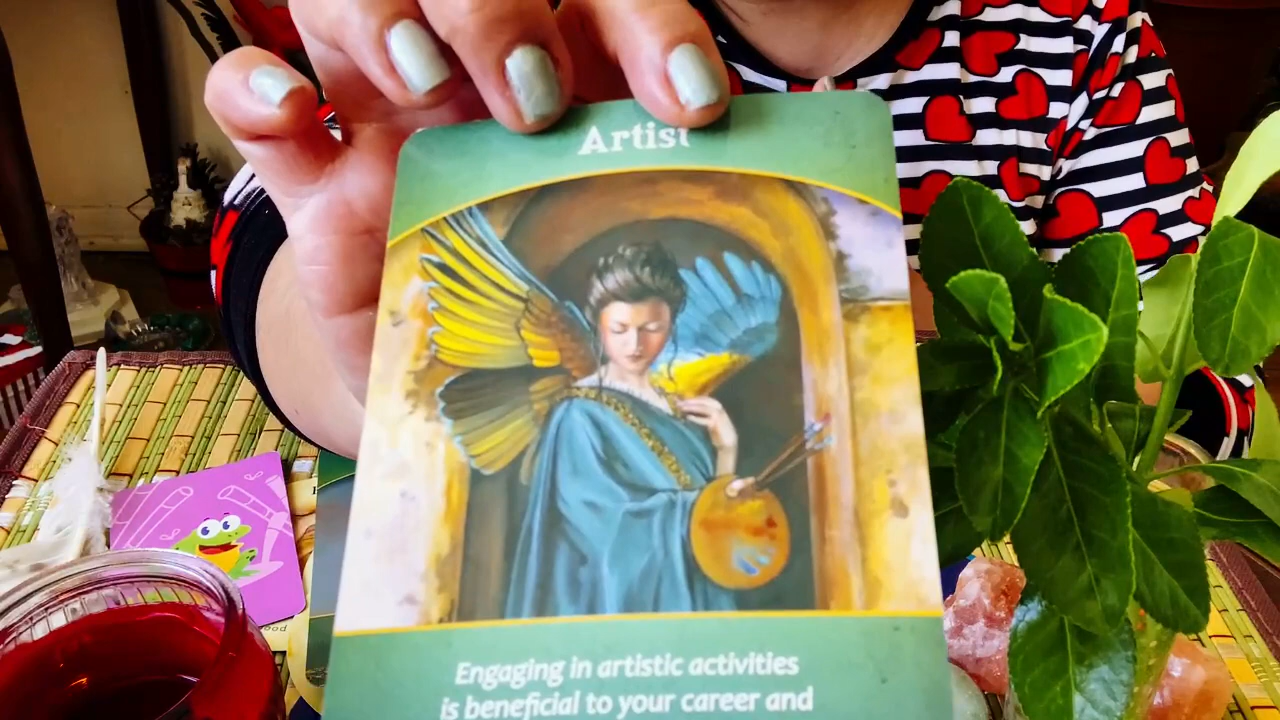 Artist
Engaging in artistic activities
is beneficial to your career and